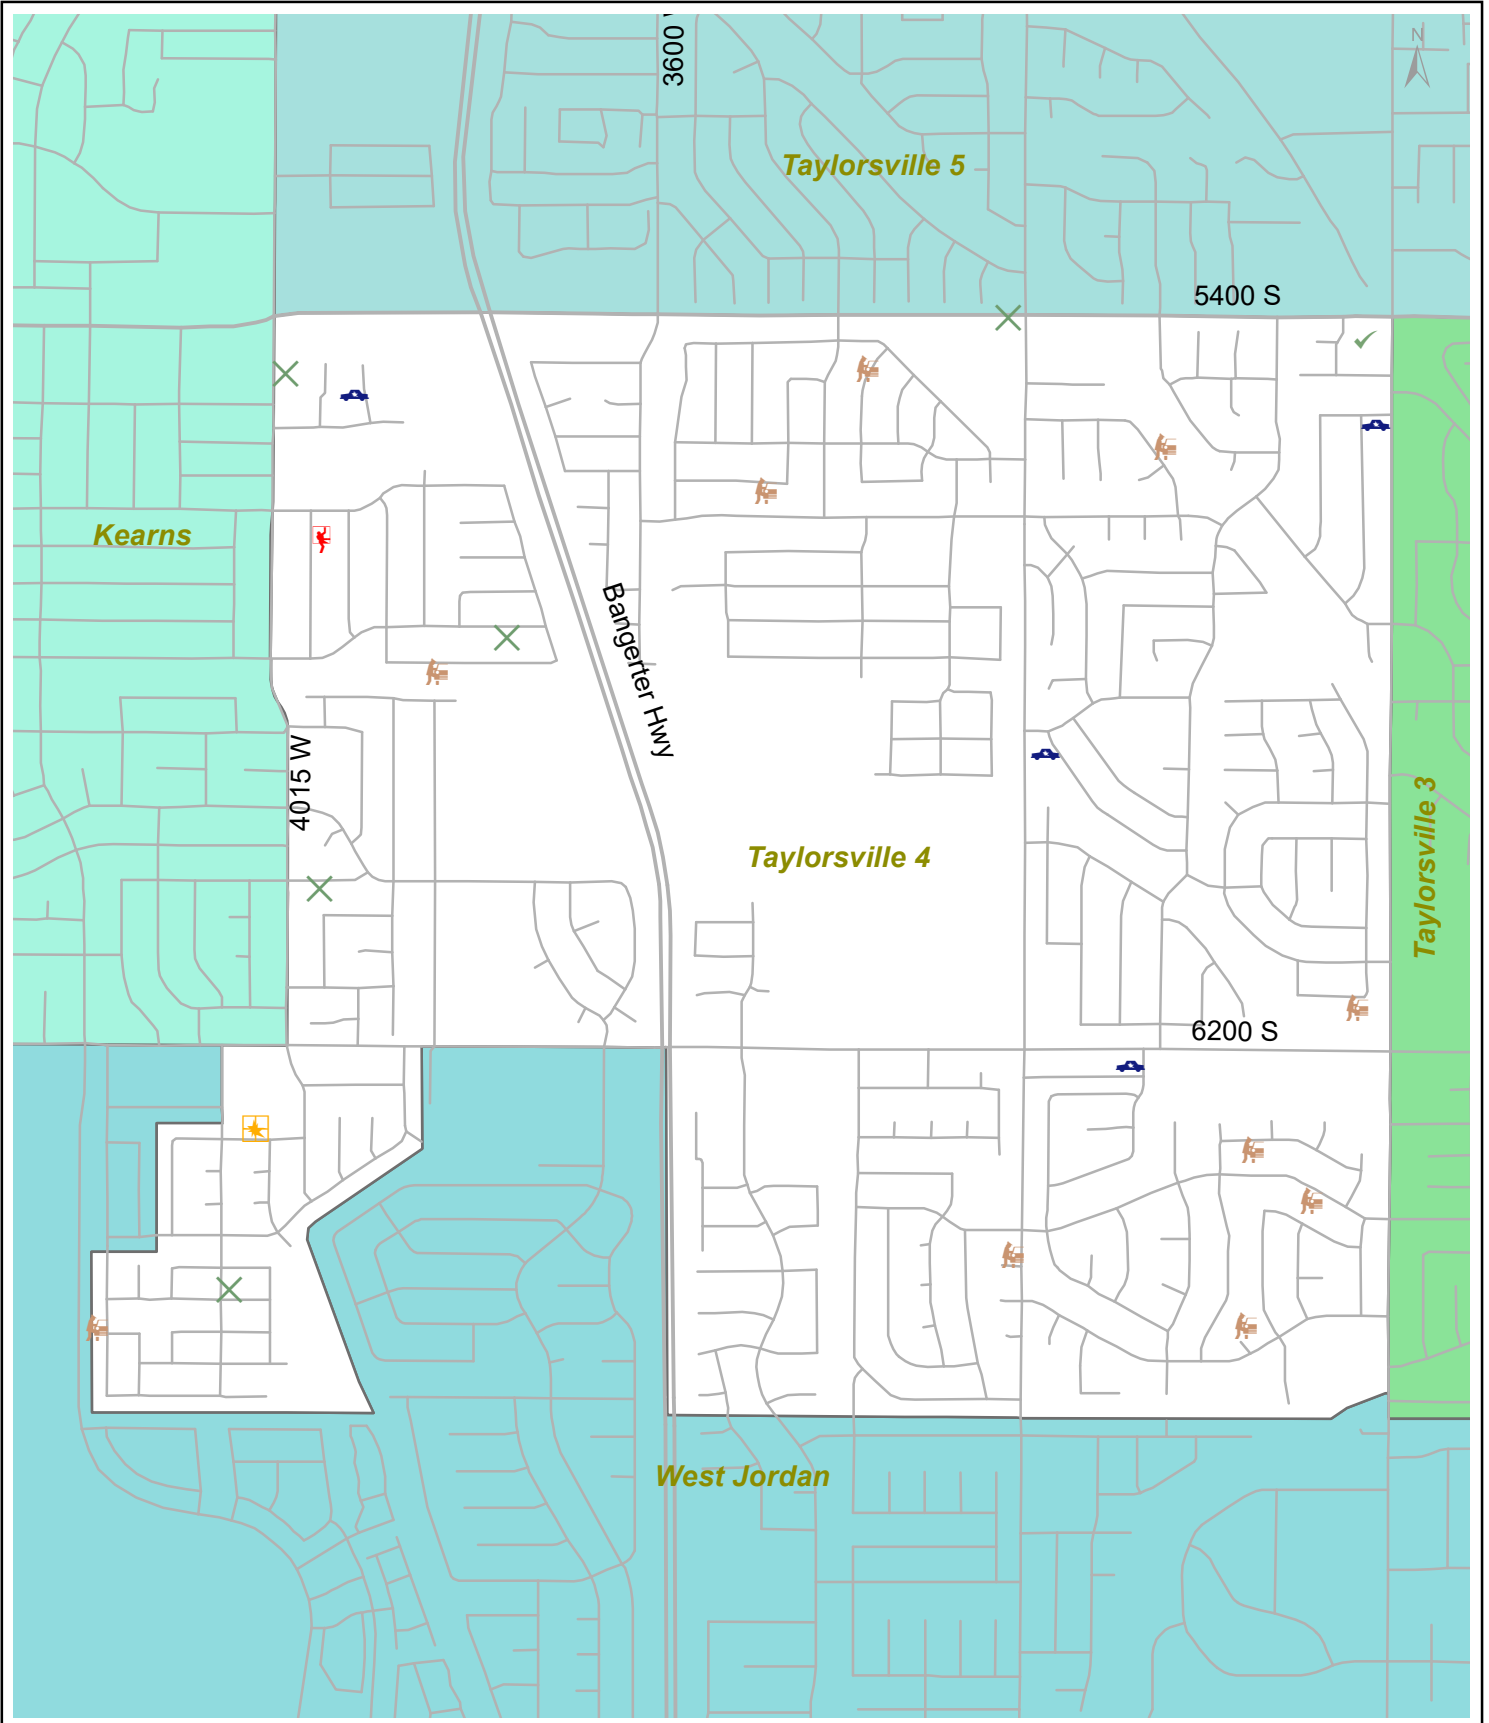 N
3600
Taylorsville 5
5400 S
Kearns
Bangerter Hwy
4015 W
Taylorsville 4
Taylorsville 3
6200 S
West Jordan